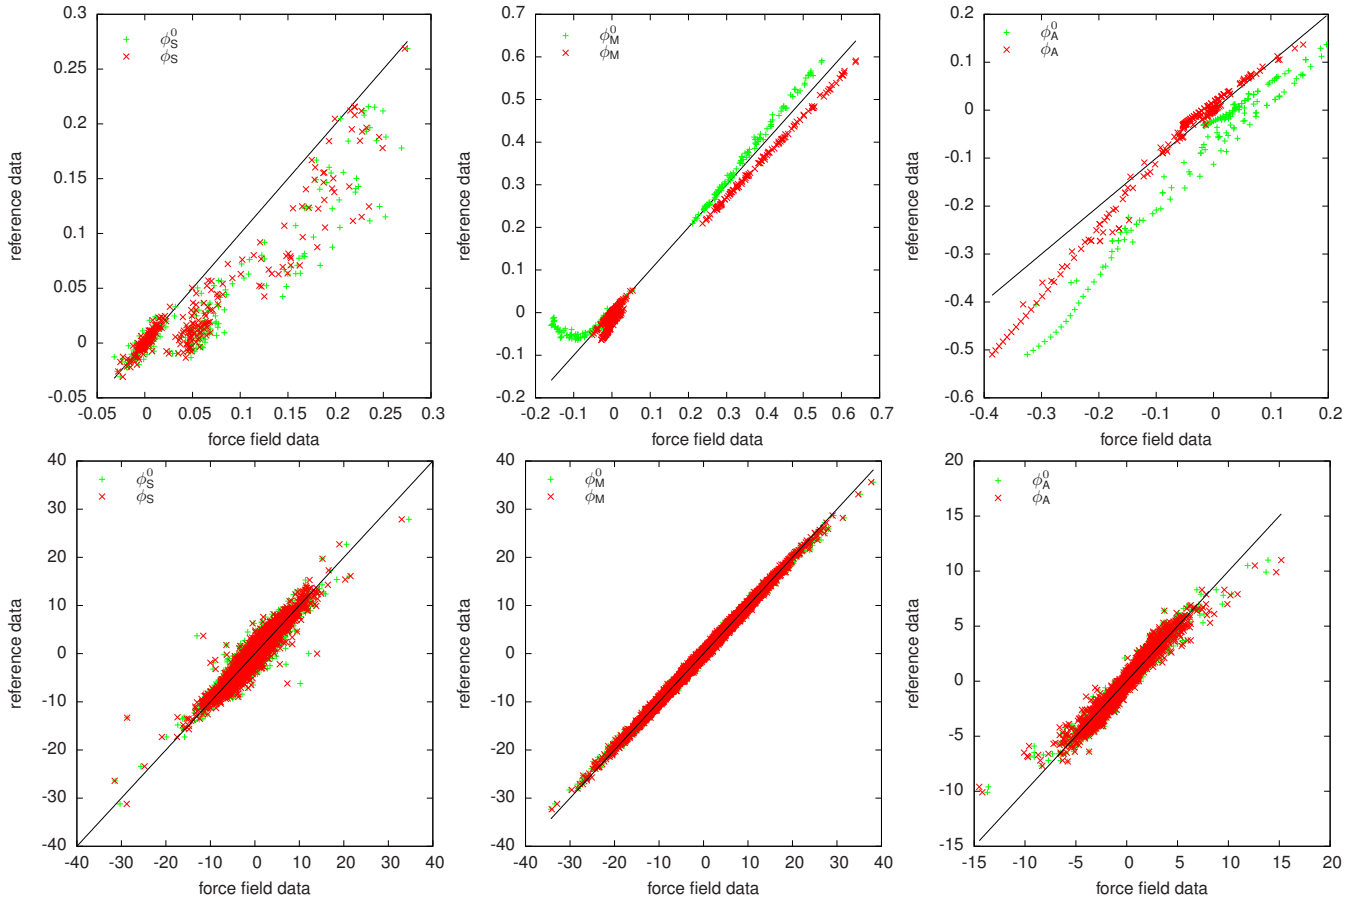 0.3
0.25
0.2
0.15
0.1
0.05
0
-0.05
-0.05 0 0.05 0.1 0.15 0.2 0.25 0.3
reference data
force field data
ϕ⁰S
ϕS
0.7
0.6
0.5
0.4
0.3
0.2
0.1
0
-0.1
-0.2
-0.2 -0.1 0 0.1 0.2 0.3 0.4 0.5 0.6 0.7
reference data
force field data
ϕ⁰M
ϕM
0.2
0.1
0
-0.1
-0.2
-0.3
-0.4
-0.5
-0.6
-0.4 -0.3 -0.2 -0.1 0 0.1 0.2
reference data
force field data
ϕ⁰A
ϕA
40
30
20
10
0
-10
-20
-30
-40
-40 -30 -20 -10 0 10 20 30 40
reference data
force field data
ϕ⁰S
ϕS
40
30
20
10
0
-10
-20
-30
-40
-40 -30 -20 -10 0 10 20 30 40
reference data
force field data
ϕ⁰M
ϕM
20
15
10
5
0
-5
-10
-15
-15 -10 -5 0 5 10 15 20
reference data
force field data
ϕ⁰A
ϕA